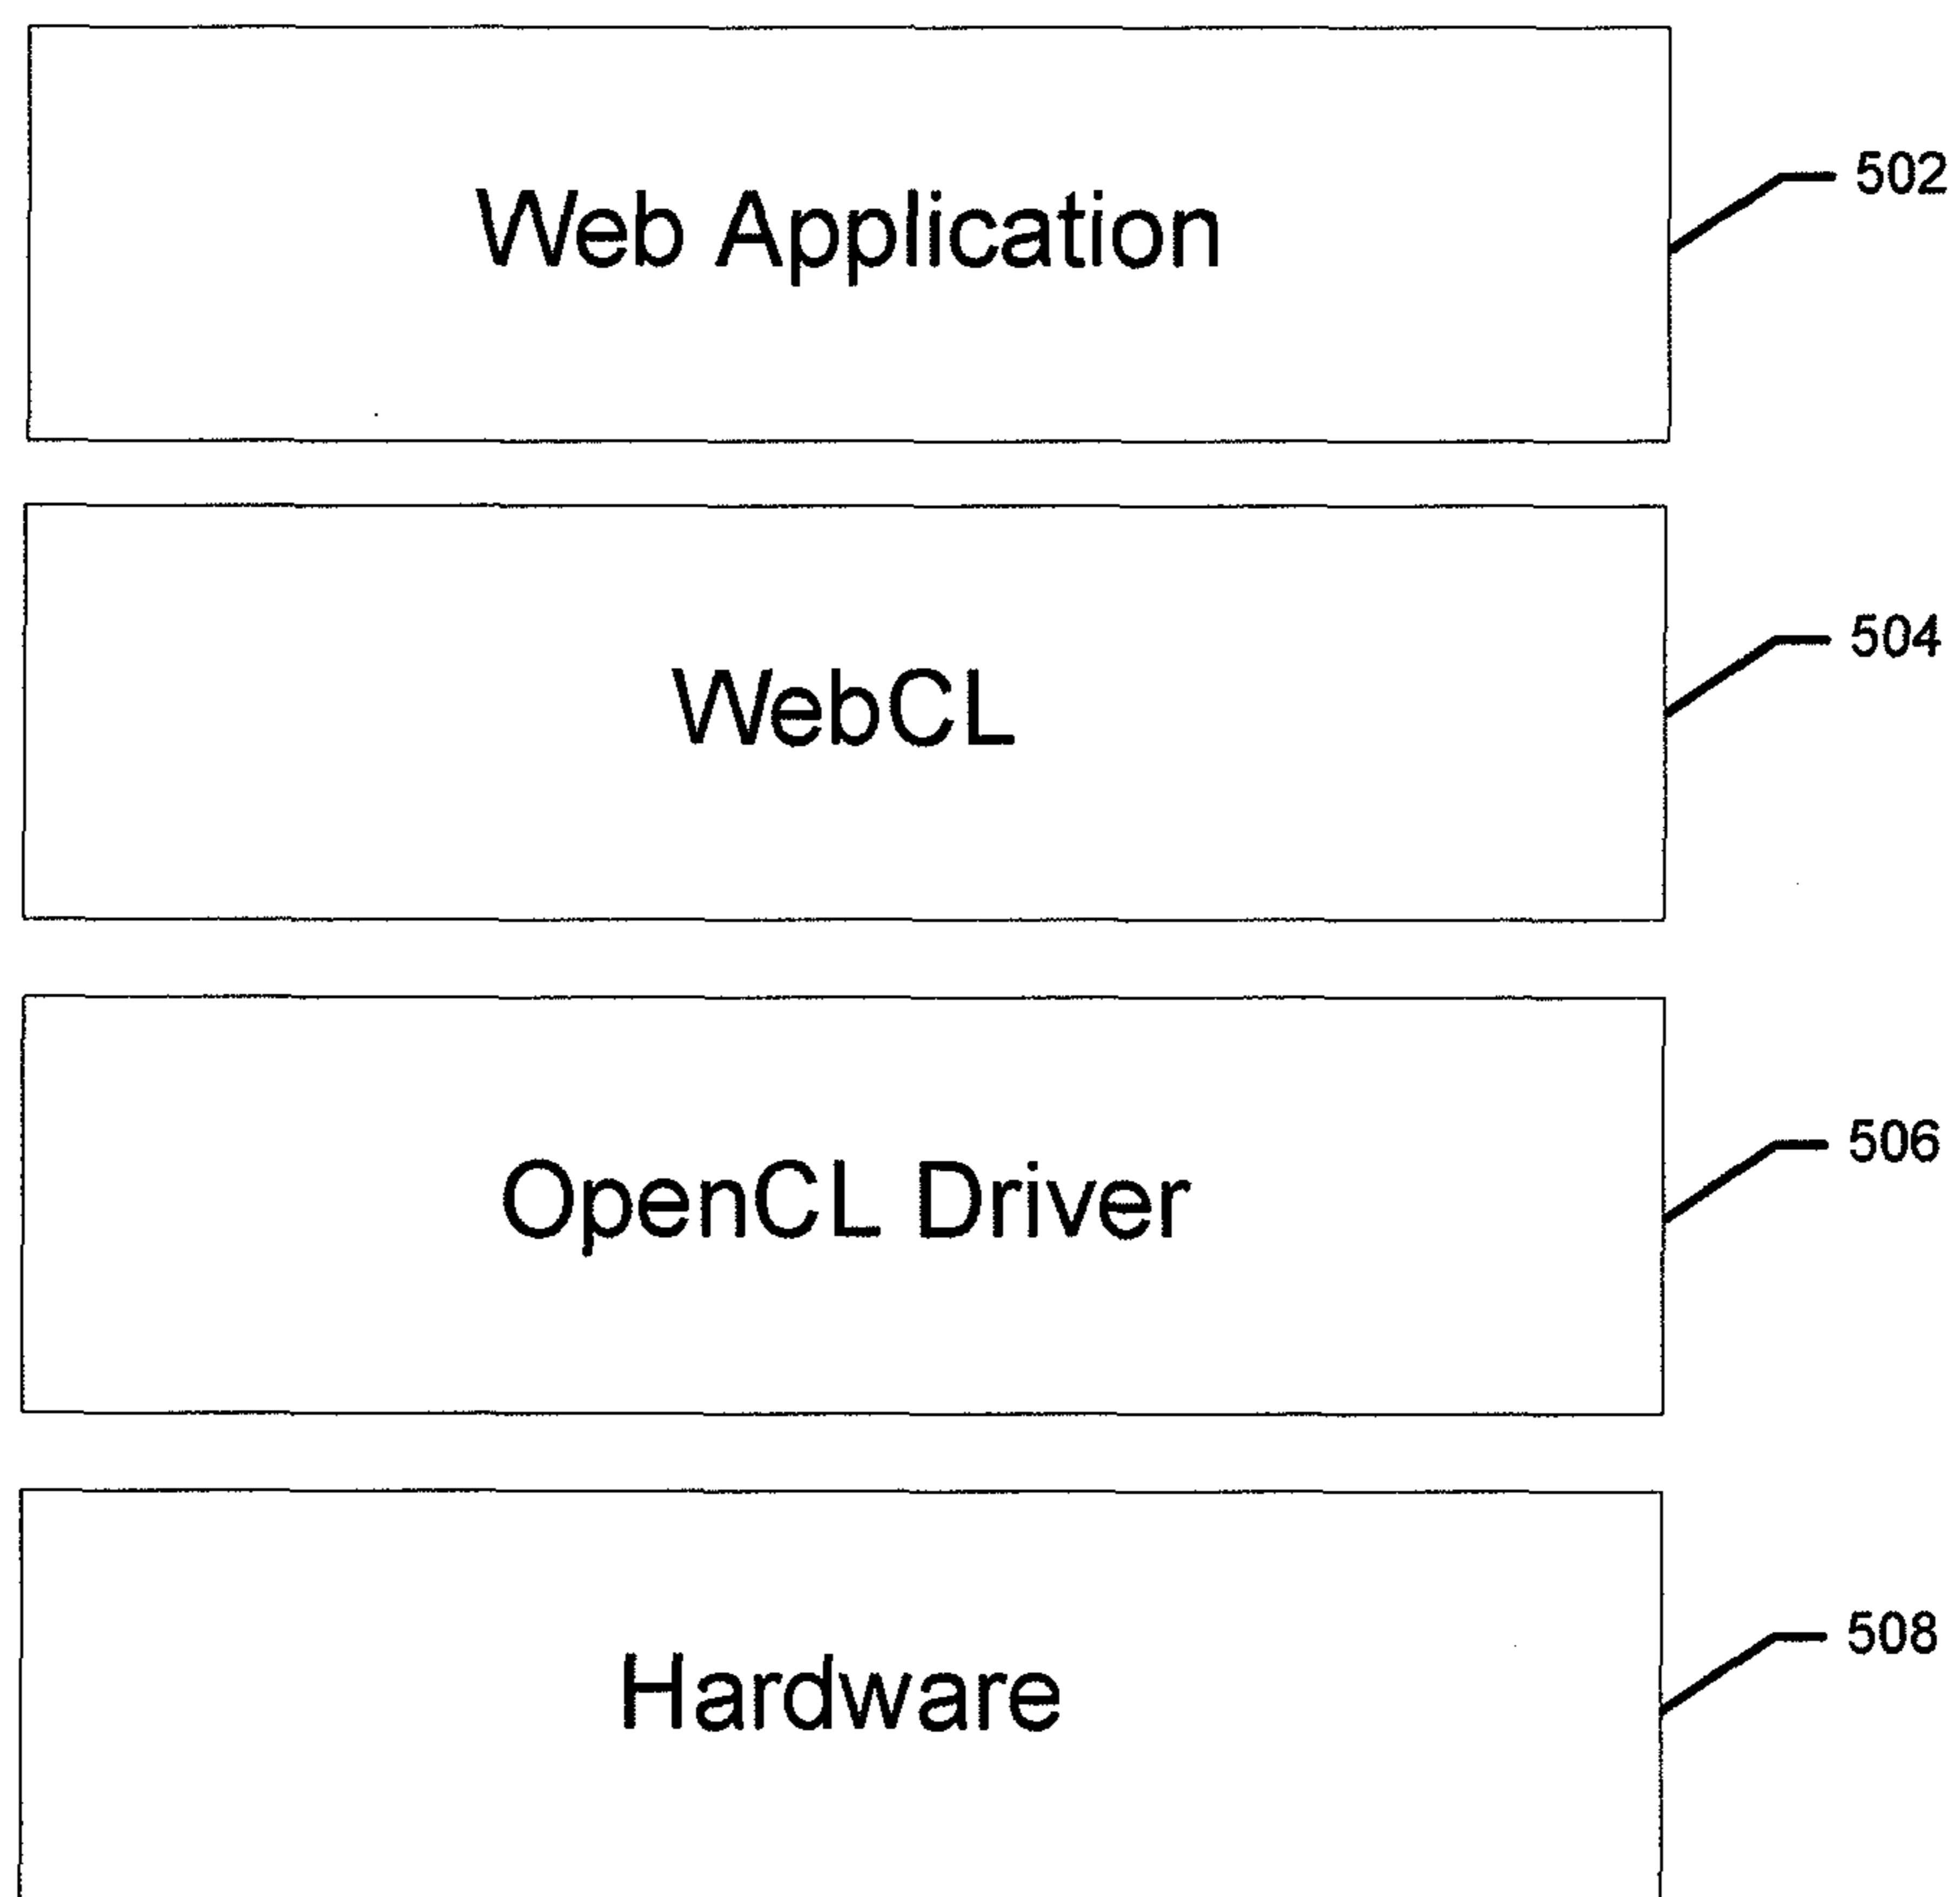 Web Application
502
WebCL
504
OpenCL Driver
506
Hardware
508